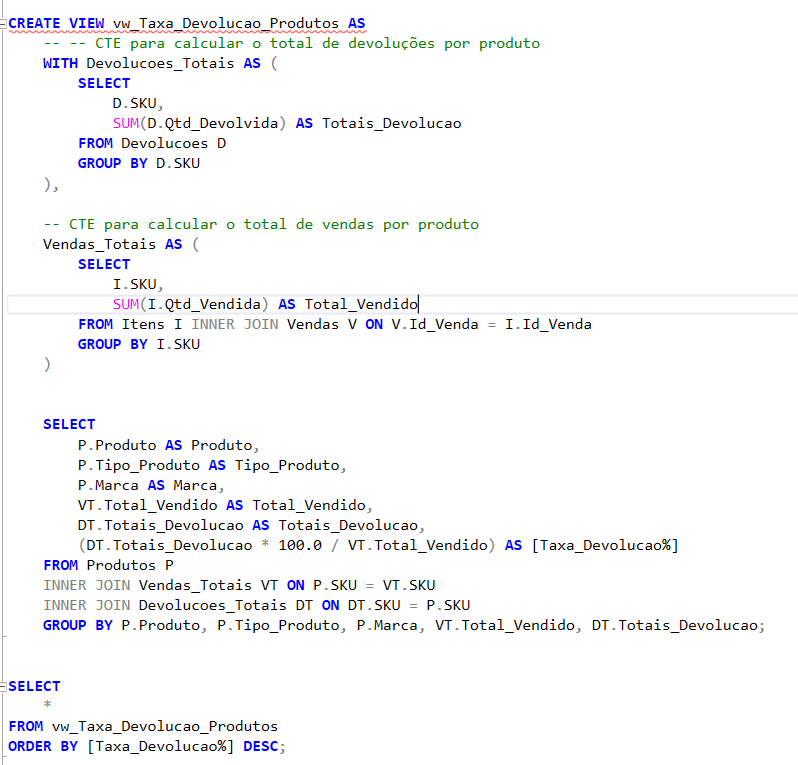 CREATE VIEW vw_Taxa_Devolucao_Produtos AS
-- -- CTE para calcular o total de devoluções por produto
WITH Devolucoes_Totais AS (
SELECT
D.SKU,
SUM(D.Qtd_Devolvida) AS Totais_Devolucao
FROM Devolucoes D
GROUP BY D.SKU
),
-- CTE para calcular o total de vendas por produto
Vendas_Totais AS (
SELECT
I.SKU,
SUM(I.Qtd_Vendida) AS Total_Vendido
FROM Itens I INNER JOIN Vendas V ON V.Id_Venda = I.Id_Venda
GROUP BY I.SKU
)
SELECT
P.Produto AS Produto,
P.Tipo_Produto AS Tipo_Produto,
P.Marca AS Marca,
VT.Total_Vendido AS Total_Vendido,
DT.Totais_Devolucao AS Totais_Devolucao,
(DT.Totais_Devolucao * 100.0 / VT.Total_Vendido) AS [Taxa_Devolucao%]
FROM Produtos P
INNER JOIN Vendas_Totais VT ON P.SKU = VT.SKU
INNER JOIN Devolucoes_Totais DT ON DT.SKU = P.SKU
GROUP BY P.Produto, P.Tipo_Produto, P.Marca, VT.Total_Vendido, DT.Totais_Devolucao;
SELECT
*
FROM vw_Taxa_Devolucao_Produtos
ORDER BY [Taxa_Devolucao%] DESC;